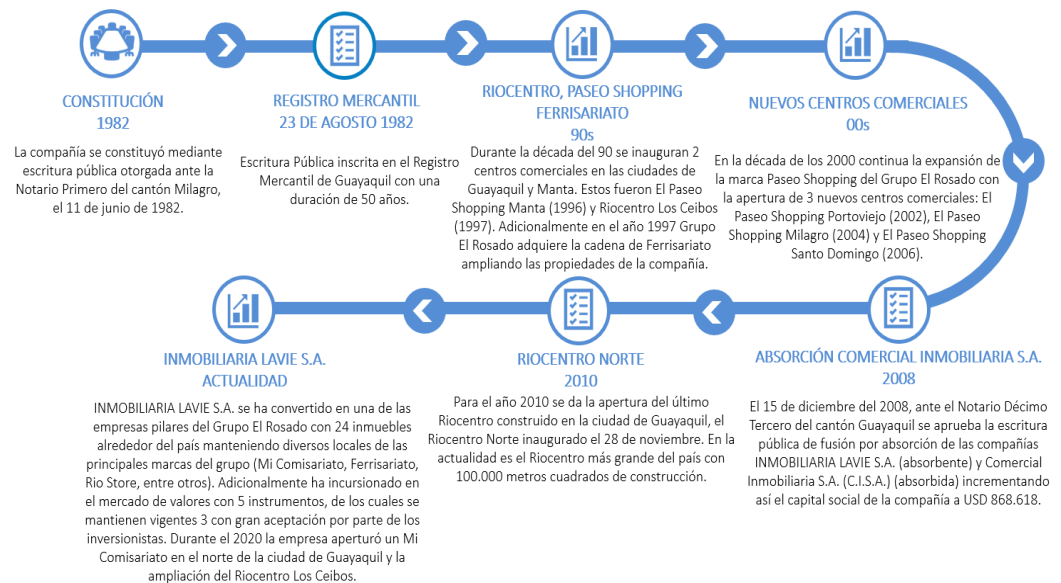 CONSTITUCIÓN
1982
La compañía se constituyó mediante
escritura pública otorgada ante la
Notario Primero del cantón Milagro,
el 11 de junio de 1982.
REGISTRO MERCANTIL
23 DE AGOSTO 1982
Escritura Pública inscrita en el Registro
Mercantil de Guayaquil con una
duración de 50 años.
RIOCENTRO, PASEO SHOPPING
FERRISARIATO
90s
Durante la década del 90 se inauguran 2
centros comerciales en las ciudades de
Guayaquil y Manta. Estos fueron El Paseo
Shopping Manta (1996) y Riocentro Los Ceibos
(1997). Adicionalmente en el año 1997 Grupo
El Rosado adquiere la cadena de Ferrisariato
ampliando las propiedades de la compañía.
NUEVOS CENTROS COMERCIALES
00s
En la década de los 2000 continua la expansión de
la marca Paseo Shopping del Grupo El Rosado con
la apertura de 3 nuevos centros comerciales: El
Paseo Shopping Portoviejo (2002), El Paseo
Shopping Milagro (2004) y El Paseo Shopping
Santo Domingo (2006).
ABSORCIÓN COMERCIAL INMOBILIARIA S.A.
2008
El 15 de diciembre del 2008, ante el Notario Décimo
Tercero del cantón Guayaquil se aprueba la escritura
pública de fusión por absorción de las compañías
INMOBILIARIA LAVIE S.A. (absorbente) y Comercial
Inmobiliaria S.A. (C.I.S.A.) (absorbida) incrementando
así el capital social de la compañía a USD 868.618.
RIOCENTRO NORTE
2010
Para el año 2010 se da la apertura del último
Riocentro construido en la ciudad de Guayaquil, el
Riocentro Norte inaugurado el 28 de noviembre. En la
actualidad es el Riocentro más grande del país con
100.000 metros cuadrados de construcción.
INMOBILIARIA LAVIE S.A.
ACTUALIDAD
INMOBILIARIA LAVIE S.A. se ha convertido en una de las
empresas pilares del Grupo El Rosado con 24 inmuebles
alrededor del país manteniendo diversos locales de las
principales marcas del grupo (Mi Comisariato, Ferrisariato,
Rio Store, entre otros). Adicionalmente ha incursionado en
el mercado de valores con 5 instrumentos, de los cuales se
mantienen vigentes 3 con gran aceptación por parte de los
inversionistas. Durante el 2020 la empresa aperturó un Mi
Comisariato en el norte de la ciudad de Guayaquil y la
ampliación del Riocentro Los Ceibos.